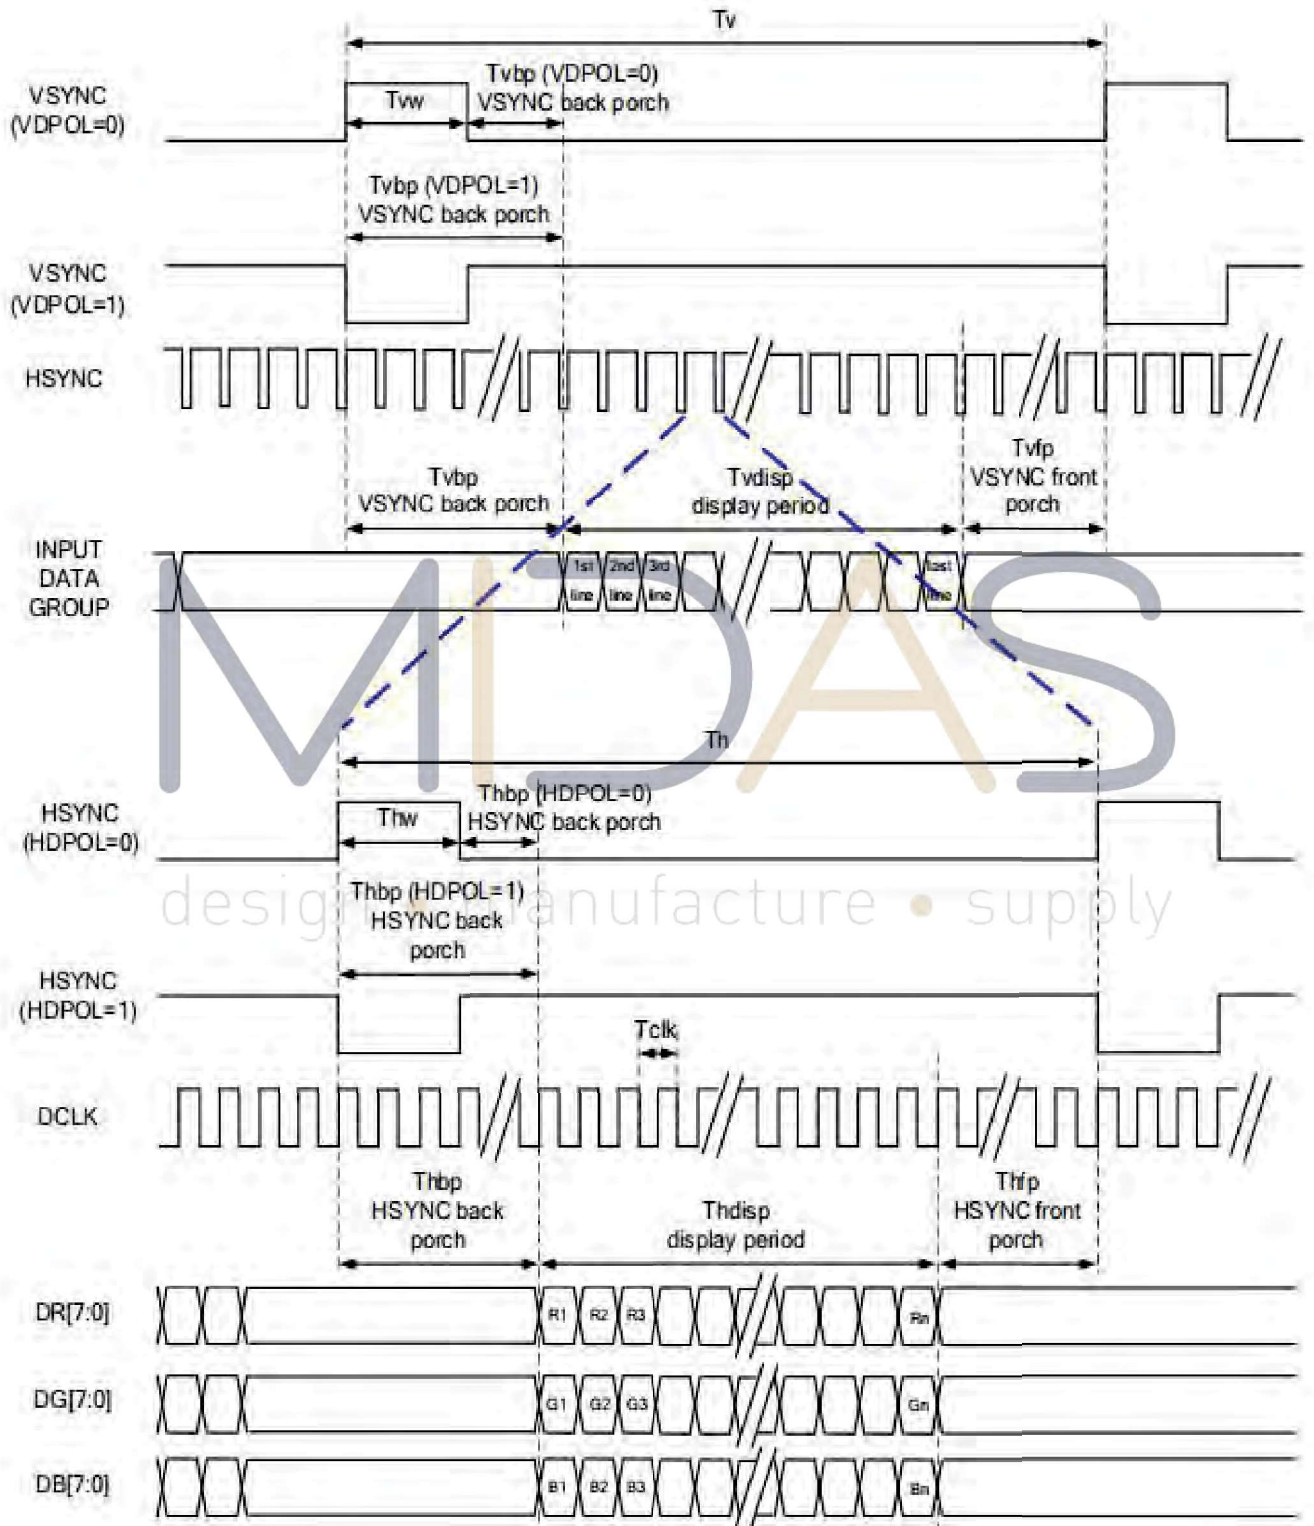 Tv
VSYNC
(VDPOL=0)
Tvw
Tvbp (VDPOL=0)
VSYNC back porch
Tvbp (VDPOL=1)
VSYNC back porch
VSYNC
(VDPOL=1)
HSYNC
Tvbp
VSYNC back porch
Tvdisp
display period
Tvfp
VSYNC front
porch
INPUT
DATA
GROUP
1st
line
2nd
line
3rd
line
last
line
MIDAS
design • manufacture • supply
Th
HSYNC
(HDPOL=0)
Thw
Thbp (HDPOL=0)
HSYNC back porch
Thbp (HDPOL=1)
HSYNC back
porch
HSYNC
(HDPOL=1)
Tclk
DCLK
Thbp
HSYNC back
porch
Thdisp
display period
Thfp
HSYNC front
porch
DR[7:0]
R1 R2 R3 Rn
DG[7:0]
G1 G2 G3 Gn
DB[7:0]
B1 B2 B3 Bn